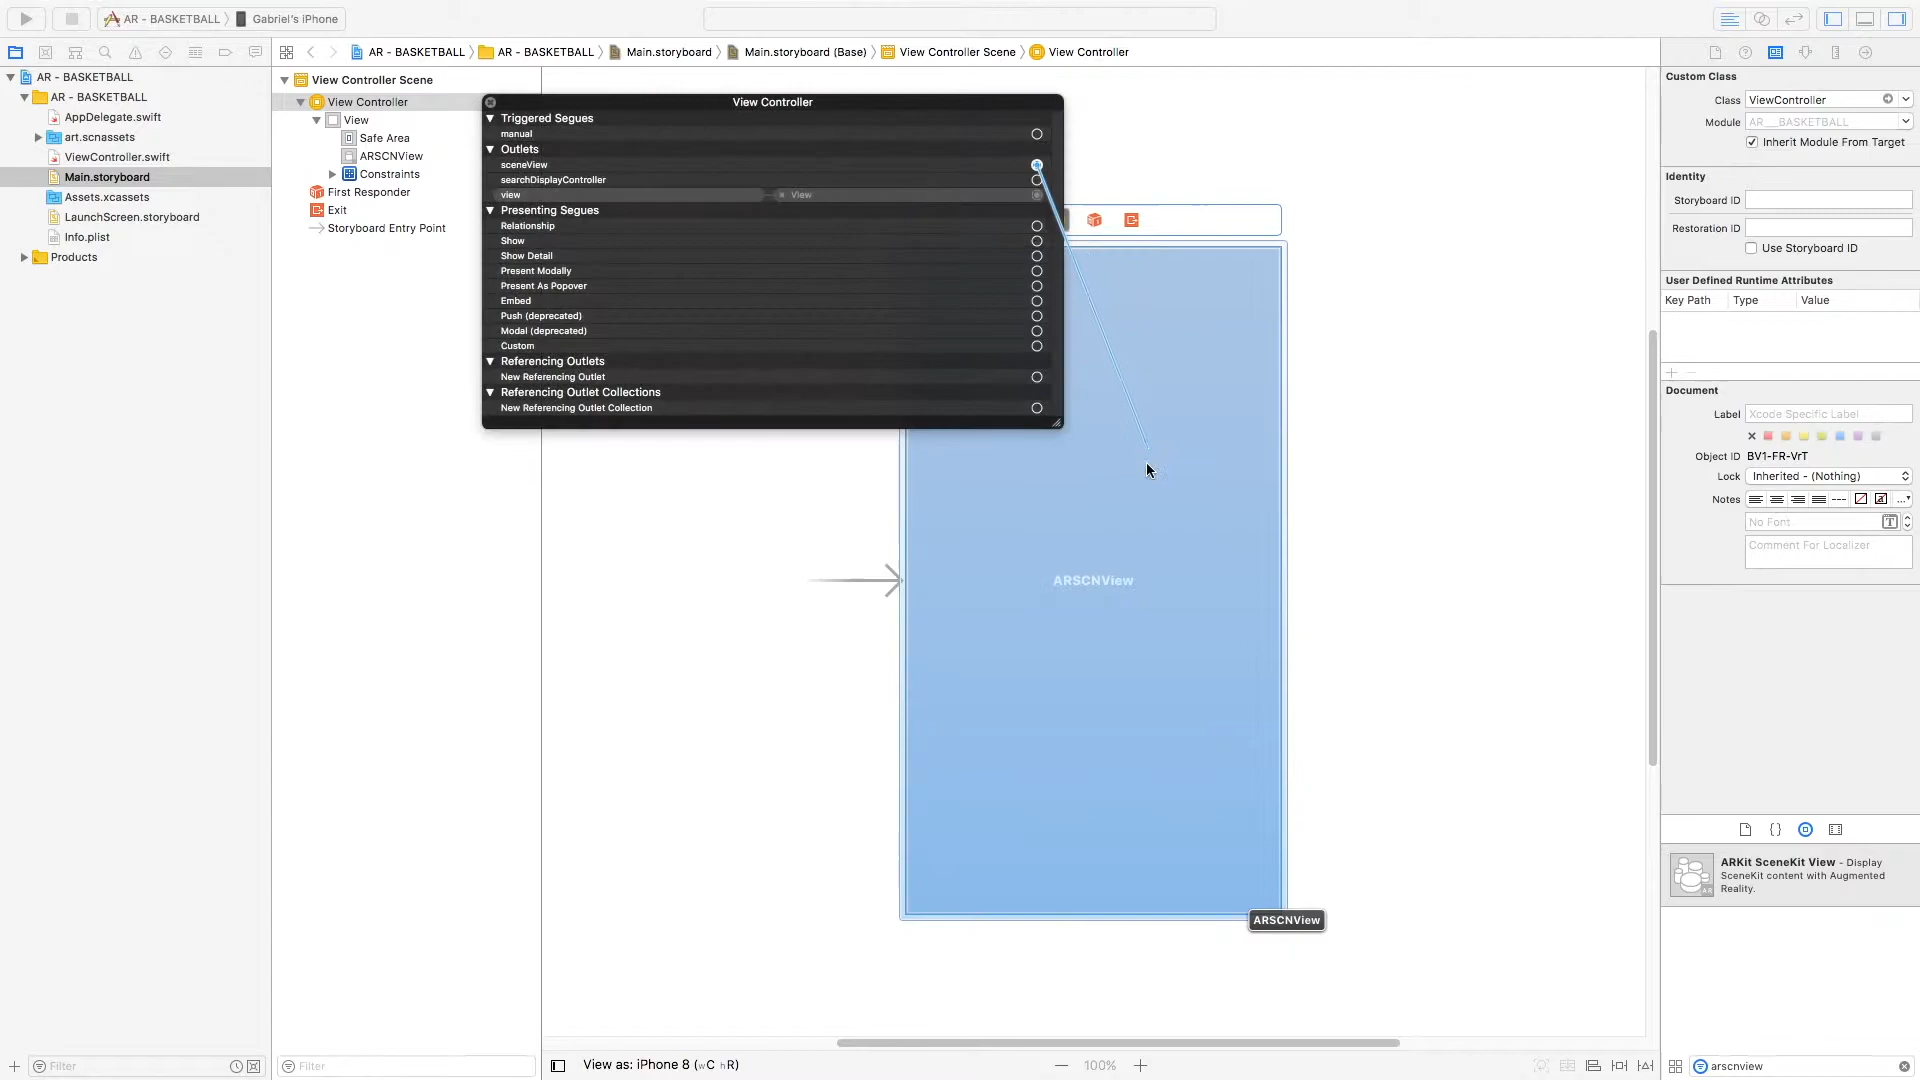 AR - BASKETBALL
Gabriel's iPhone
AR - BASKETBALL
AR - BASKETBALL
Main.storyboard
Main.storyboard (Base)
View Controller Scene
View Controller
AR - BASKETBALL
AR - BASKETBALL
AppDelegate.swift
art.scnassets
ViewController.swift
Main.storyboard
Assets.xcassets
LaunchScreen.storyboard
Info.plist
Products
View Controller Scene
View Controller
View
Safe Area
ARSCNView
Constraints
First Responder
Exit
Storyboard Entry Point
View Controller
Triggered Segues
manual
Outlets
sceneView
searchDisplayController
view
View
Presenting Segues
Relationship
Show
Show Detail
Present Modally
Present As Popover
Embed
Push (deprecated)
Modal (deprecated)
Custom
Referencing Outlets
New Referencing Outlet
Referencing Outlet Collections
New Referencing Outlet Collection
ARSCNView
ARSCNView
Custom Class
Class ViewController
Module AR__BASKETBALL
Inherit Module From Target
Identity
Storyboard ID
Restoration ID
Use Storyboard ID
User Defined Runtime Attributes
Key Path Type Value
Document
Label Xcode Specific Label
Object ID BV1-FR-VrT
Lock Inherited - (Nothing)
Notes
No Font
Comment For Localizer
ARKit SceneKit View - Display
SceneKit content with Augmented
Reality.
Filter
Filter
View as: iPhone 8 (wC hR)
100%
arscnview